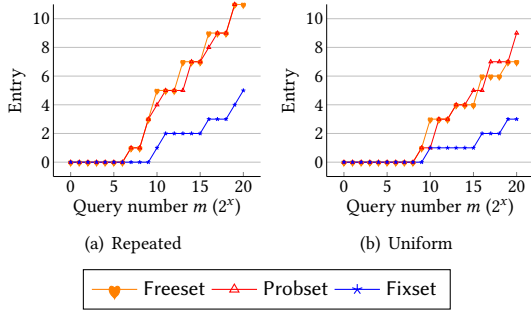 10
8
6
4
2
0
Entry
0 5 10 15 20
Query number m (2^x)
(a) Repeated
10
8
6
4
2
0
Entry
0 5 10 15 20
Query number m (2^x)
(b) Uniform
Freeset Probset Fixset